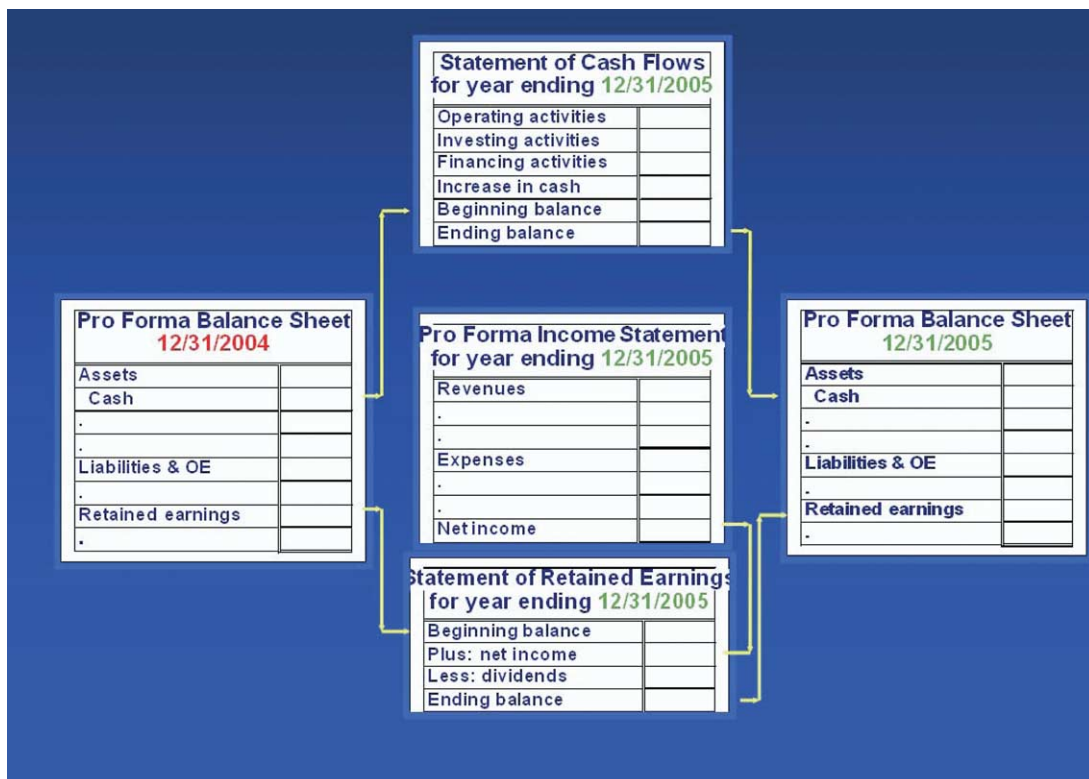 Statement of Cash Flows
for year ending 12/31/2005
Operating activities
Investing activities
Financing activities
Increase in cash
Beginning balance
Ending balance
Pro Forma Balance Sheet
12/31/2004
Assets
Cash
.
.
Liabilities & OE
.
Retained earnings
.
Pro Forma Income Statement
for year ending 12/31/2005
Revenues
.
.
Expenses
.
.
Net income
Statement of Retained Earnings
for year ending 12/31/2005
Beginning balance
Plus: net income
Less: dividends
Ending balance
Pro Forma Balance Sheet
12/31/2005
Assets
Cash
.
.
Liabilities & OE
.
Retained earnings
.